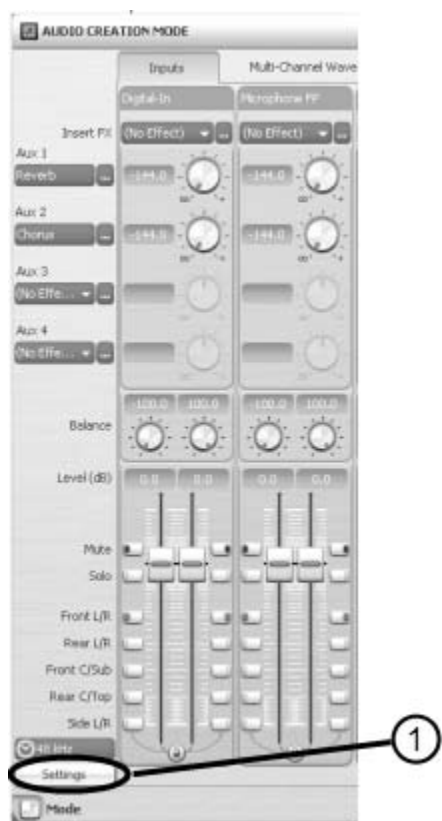 AUDIO CREATION MODE
Inputs Multi-Channel Wave
Digital-In Microphone FP
Insert FX (No Effect) ... (No Effect) ...
Aux 1
Reverb ... -144.0 -∞ + -144.0 -∞ +
Aux 2
Chorus ... -144.0 -∞ + -144.0 -∞ +
Aux 3
(No Effe... ...
Aux 4
(No Effe... ...
-100.0 100.0 -100.0 100.0
Balance
Level (dB) 0.0 0.0 0.0 0.0
Mute
Solo
Front L/R
Rear L/R
Front C/Sub
Rear C/Top
Side L/R
48 kHz
Settings
1
Mode